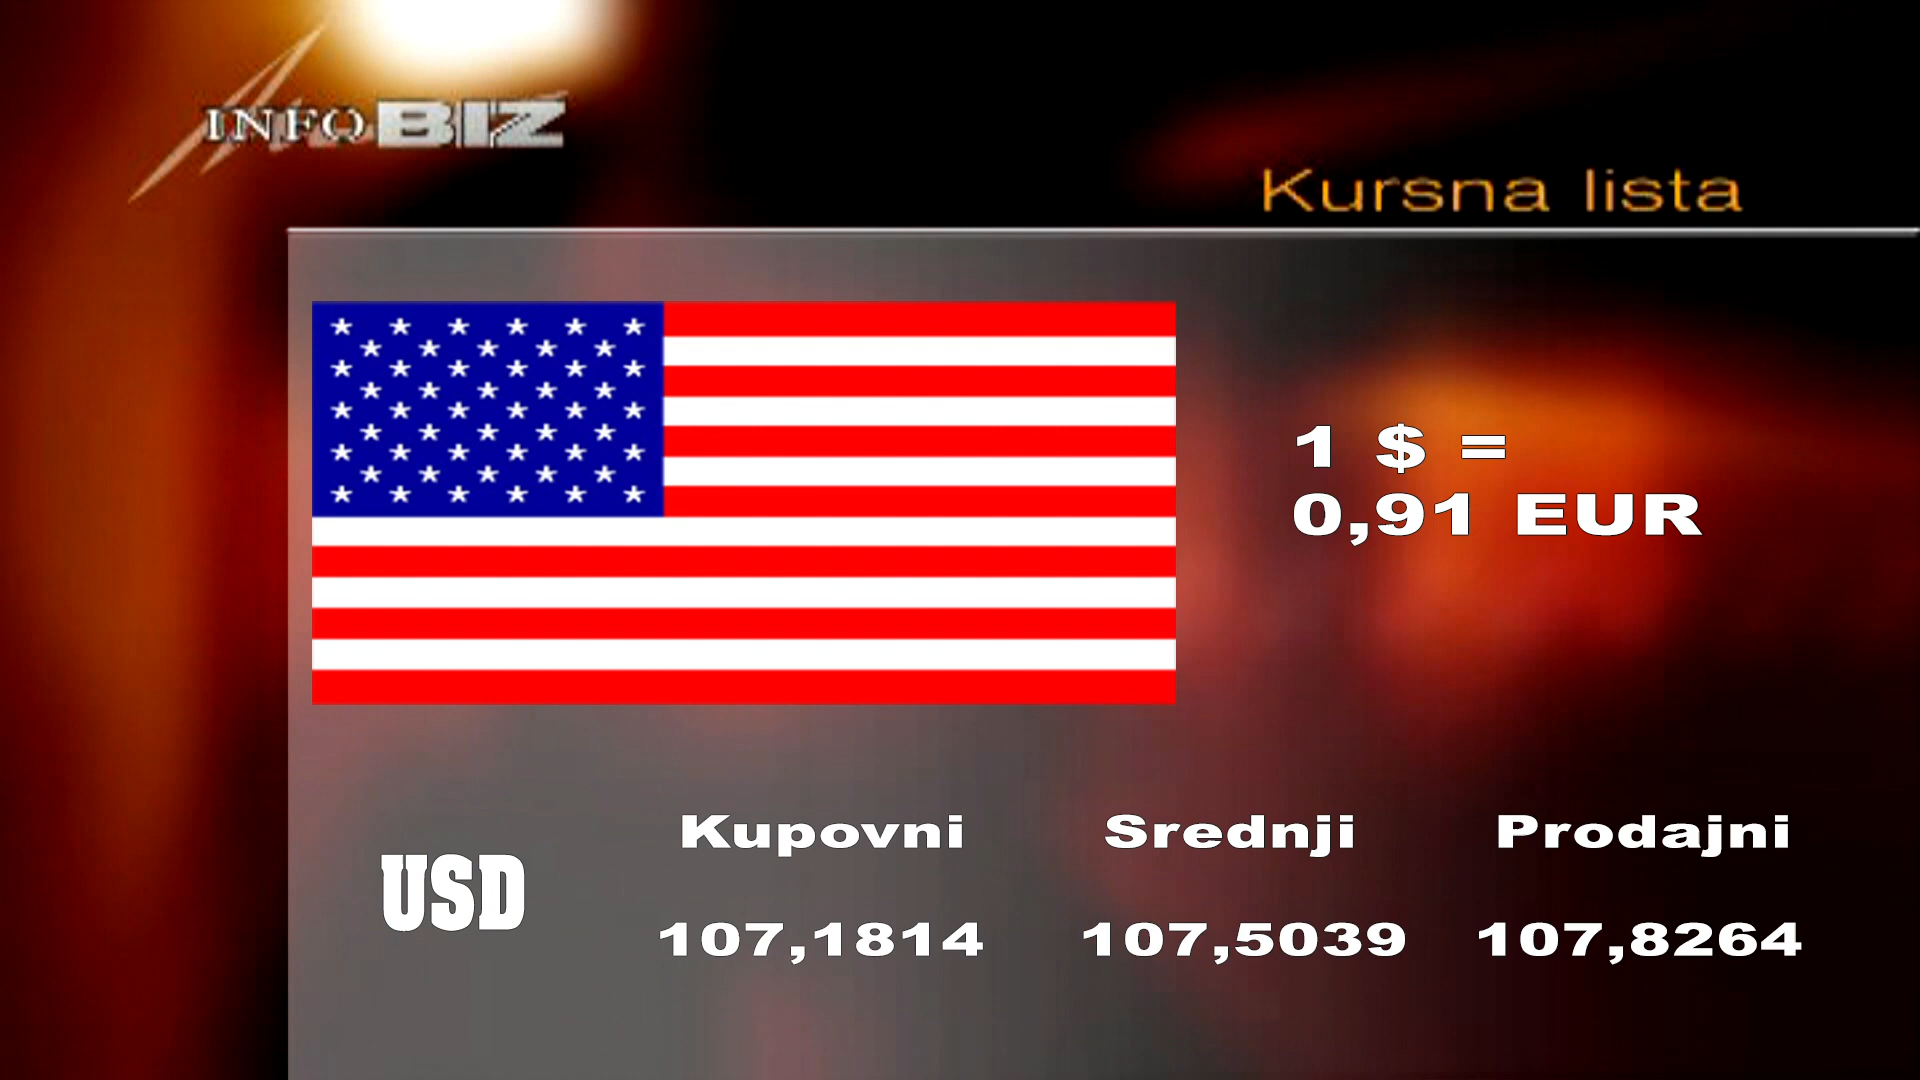 INFO BIZ
Kursna lista
1 $ =
0,91 EUR
Kupovni Srednji Prodajni
USD
107,1814 107,5039 107,8264